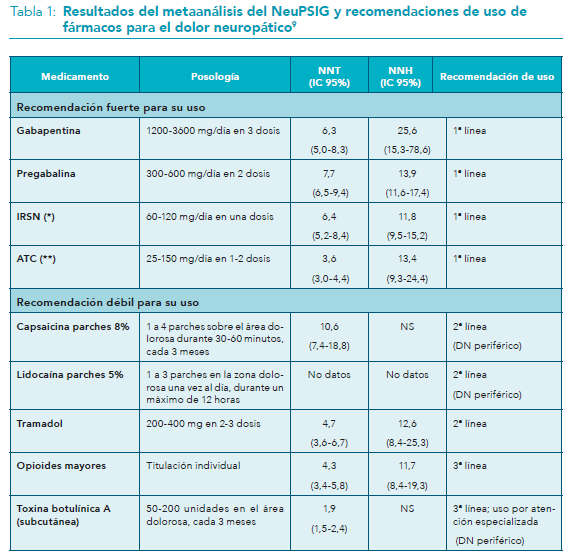 Tabla 1: Resultados del metaanálisis del NeuPSIG y recomendaciones de uso de
fármacos para el dolor neuropático⁹
Medicamento Posología NNT (IC 95%) NNH (IC 95%) Recomendación de uso
Recomendación fuerte para su uso
Gabapentina 1200-3600 mg/día en 3 dosis 6,3 25,6 1ª línea
(5,0-8,3) (15,3-78,6)
Pregabalina 300-600 mg/día en 2 dosis 7,7 13,9 1ª línea
(6,5-9,4) (11,6-17,4)
IRSN (*) 60-120 mg/día en una dosis 6,4 11,8 1ª línea
(5,2-8,4) (9,5-15,2)
ATC (**) 25-150 mg/día en 1-2 dosis 3,6 13,4 1ª línea
(3,0-4,4) (9,3-24,4)
Recomendación débil para su uso
Capsaicina parches 8% 1 a 4 parches sobre el área do- 10,6 NS 2ª línea
lorosa durante 30-60 minutos, (7,4-18,8) (DN periférico)
cada 3 meses
Lidocaína parches 5% 1 a 3 parches en la zona dolo- No datos No datos 2ª línea
rosa una vez al día, durante un (DN periférico)
máximo de 12 horas
Tramadol 200-400 mg en 2-3 dosis 4,7 12,6 2ª línea
(3,6-6,7) (8,4-25,3)
Opioides mayores Titulación individual 4,3 11,7 3ª línea
(3,4-5,8) (8,4-19,3)
Toxina botulínica A 50-200 unidades en el área 1,9 NS 3ª línea; uso por aten-
(subcutánea) dolorosa, cada 3 meses (1,5-2,4) ción especializada
(DN periférico)